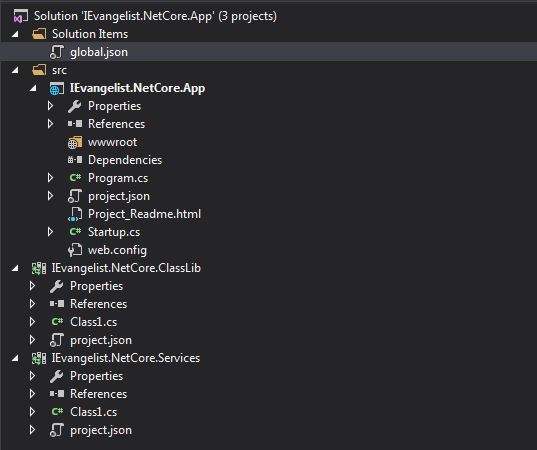 Solution 'IEvangelist.NetCore.App' (3 projects)
Solution Items
global.json
src
IEvangelist.NetCore.App
Properties
References
wwwroot
Dependencies
C# Program.cs
project.json
Project_Readme.html
C# Startup.cs
web.config
IEvangelist.NetCore.ClassLib
Properties
References
C# Class1.cs
project.json
IEvangelist.NetCore.Services
Properties
References
C# Class1.cs
project.json